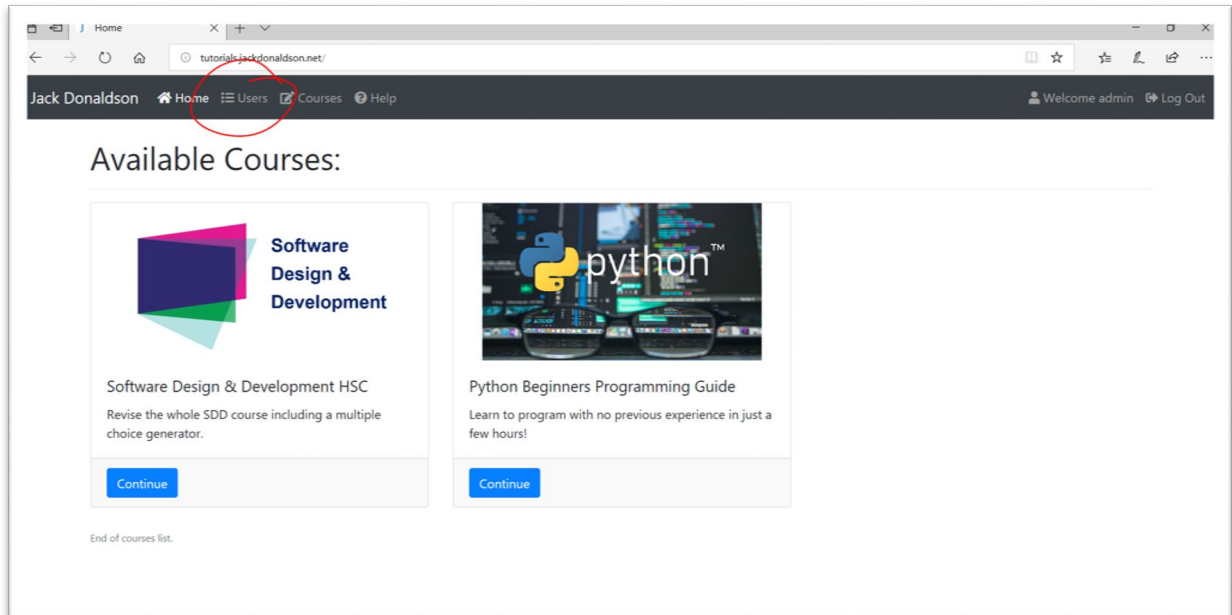 Home
tutorials.jackdonaldson.net/
Jack Donaldson Home Users Courses Help Welcome admin Log Out
Available Courses:
Software
Design &
Development
python™
Software Design & Development HSC
Revise the whole SDD course including a multiple
choice generator.
Continue
Python Beginners Programming Guide
Learn to program with no previous experience in just a
few hours!
Continue
End of courses list.